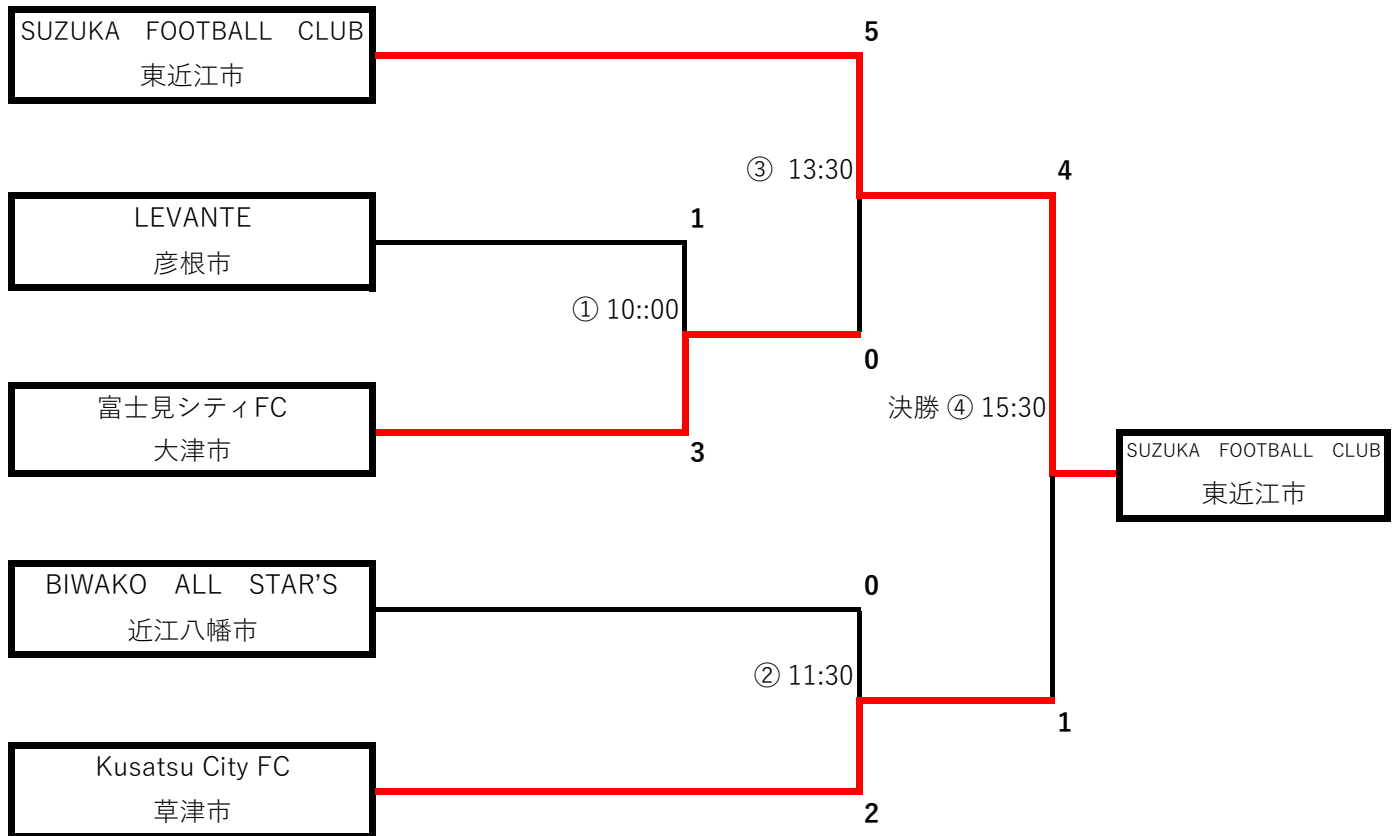 SUZUKA　FOOTBALL　CLUB
東近江市
5
③ 13:30
4
LEVANTE
彦根市
1
① 10::00
0
富士見シティFC
大津市
3
決勝 ④ 15:30
SUZUKA　FOOTBALL　CLUB
東近江市
BIWAKO　ALL　STAR’S
近江八幡市
0
② 11:30
1
Kusatsu City FC
草津市
2